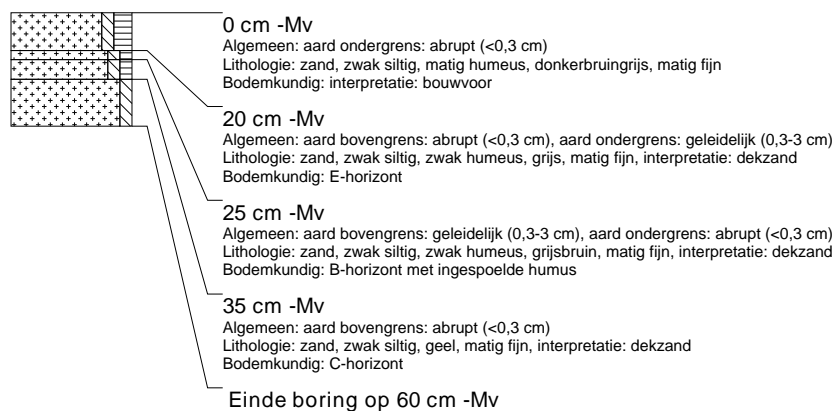 0 cm -Mv
Algemeen: aard ondergrens: abrupt (<0,3 cm)
Lithologie: zand, zwak siltig, matig humeus, donkerbruingrijs, matig fijn
Bodemkundig: interpretatie: bouwvoor
20 cm -Mv
Algemeen: aard bovengrens: abrupt (<0,3 cm), aard ondergrens: geleidelijk (0,3-3 cm)
Lithologie: zand, zwak siltig, zwak humeus, grijs, matig fijn, interpretatie: dekzand
Bodemkundig: E-horizont
25 cm -Mv
Algemeen: aard bovengrens: geleidelijk (0,3-3 cm), aard ondergrens: abrupt (<0,3 cm)
Lithologie: zand, zwak siltig, zwak humeus, grijsbruin, matig fijn, interpretatie: dekzand
Bodemkundig: B-horizont met ingespoelde humus
35 cm -Mv
Algemeen: aard bovengrens: abrupt (<0,3 cm)
Lithologie: zand, zwak siltig, geel, matig fijn, interpretatie: dekzand
Bodemkundig: C-horizont
Einde boring op 60 cm -Mv